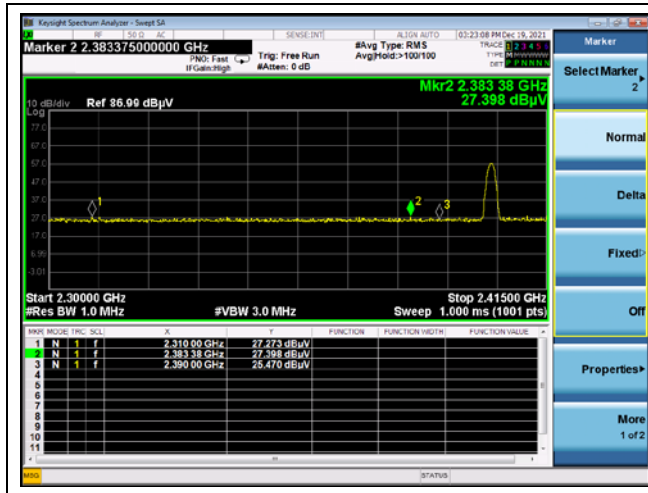 Keysight Spectrum Analyzer - Swept SA
RF 50 Ω AC SENSE:INT ALIGN AUTO 03:23:08 PM Dec 19, 2021
Marker 2 2.383375000000 GHz
PNO: Fast
IFGain:High
Trig: Free Run
#Atten: 0 dB
#Avg Type: RMS
Avg|Hold:>100/100
TRACE 1 2 3 4 5 6
TYPE
DET P P N N N N
Mkr2 2.383 38 GHz
27.398 dBµV
10 dB/div Ref 86.99 dBµV
Log
77.0
67.0
57.0
47.0
37.0
27.0
17.0
6.99
-3.01
1
2
3
Start 2.30000 GHz Stop 2.41500 GHz
#Res BW 1.0 MHz #VBW 3.0 MHz Sweep 1.000 ms (1001 pts)
MKR MODE TRC SCL X Y FUNCTION FUNCTION WIDTH FUNCTION VALUE
1 N 1 f 2.310 00 GHz 27.273 dBuV
2 N 1 f 2.383 38 GHz 27.398 dBuV
3 N 1 f 2.390 00 GHz 25.470 dBuV
4
5
6
7
8
9
10
11
MSG STATUS
Marker
Select Marker
2
Normal
Delta
Fixed
Off
Properties
More
1 of 2